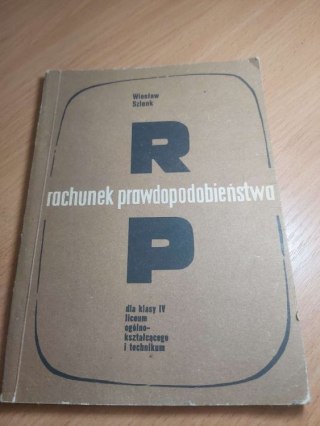 Wiesław
Szlenk
R
rachunek prawdopodobieństwa
P
dla klasy IV
liceum
ogólno-
kształcącego
i technikum